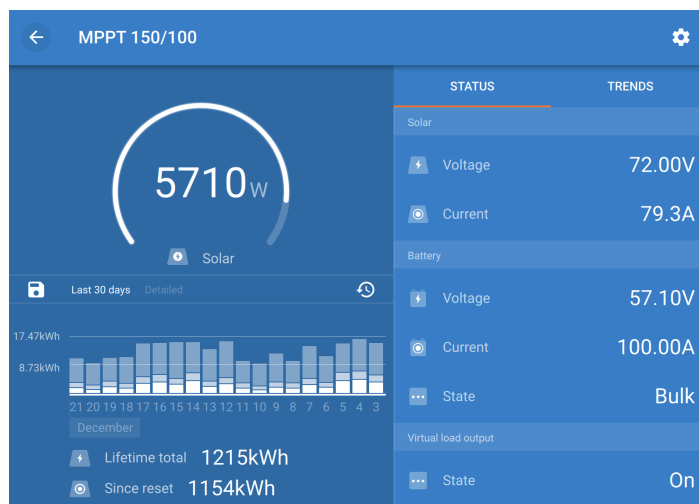 MPPT 150/100
5710W
Solar
Last 30 days Detailed
17.47kWh
8.73kWh
21 20 19 18 17 16 15 14 13 12 11 10 9 8 7 6 5 4 3
December
Lifetime total 1215kWh
Since reset 1154kWh
STATUS TRENDS
Solar
Voltage 72.00V
Current 79.3A
Battery
Voltage 57.10V
Current 100.00A
State Bulk
Virtual load output
State On